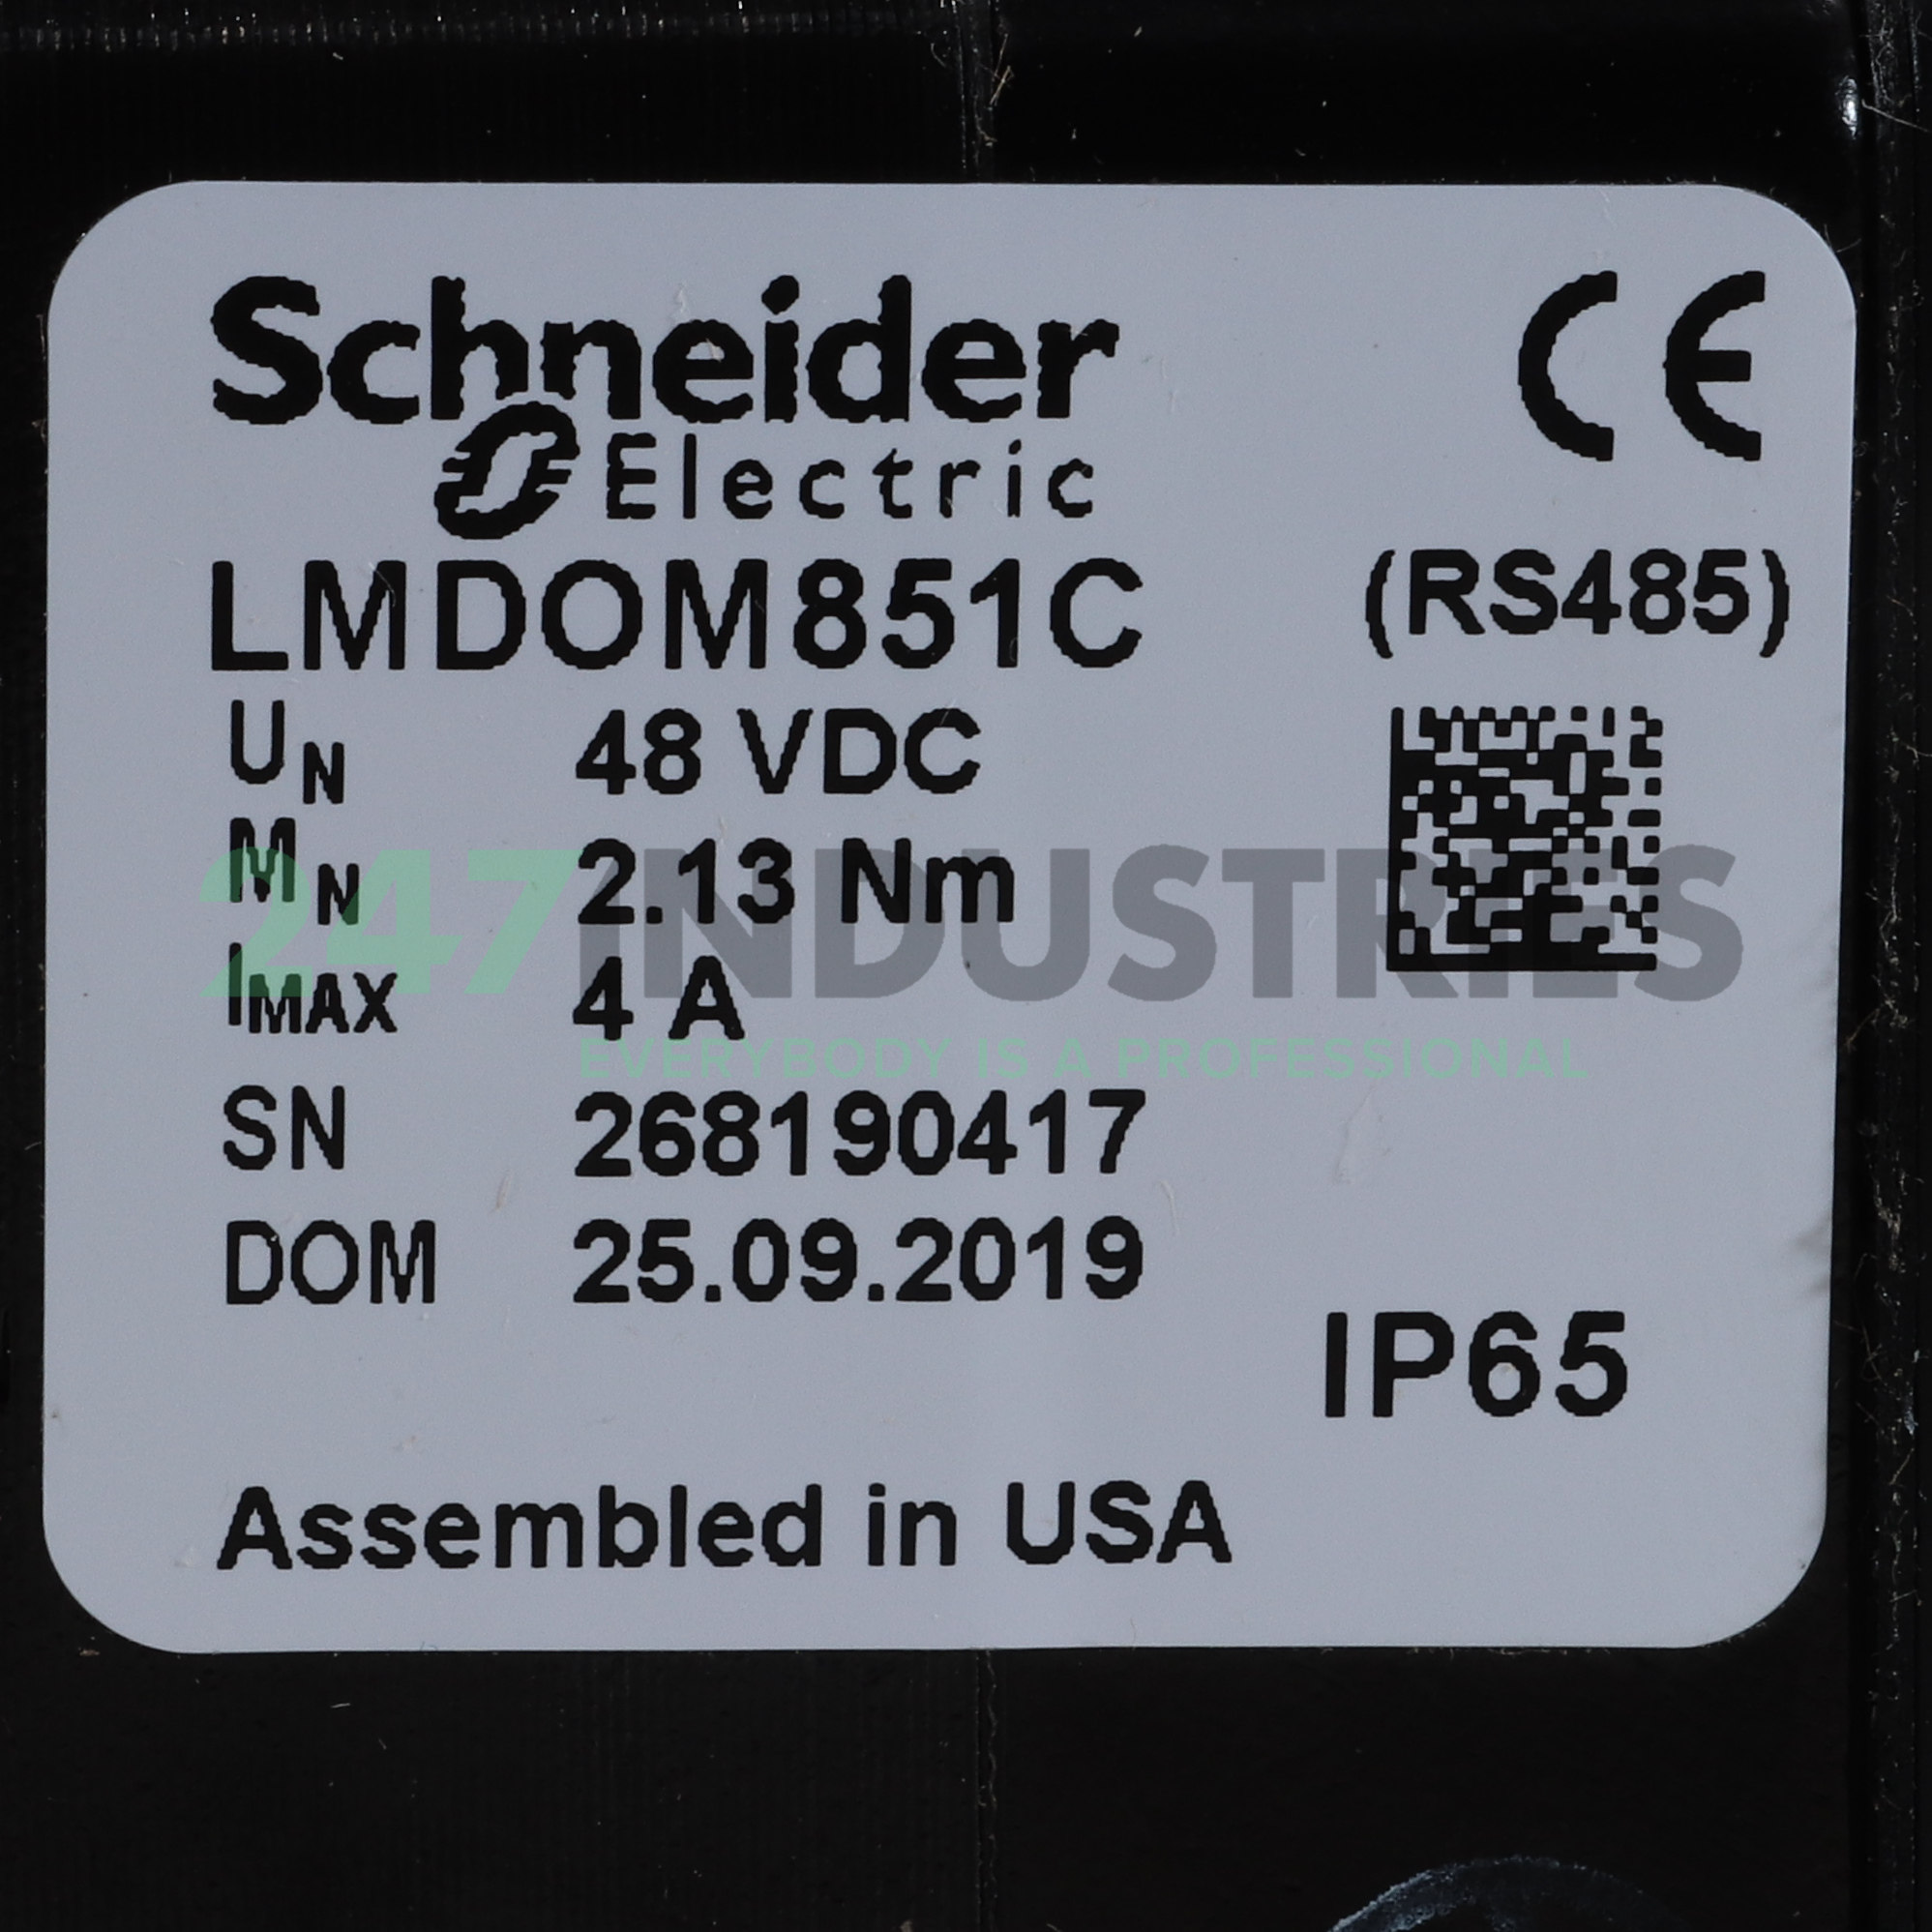 Schneider
Electric
CE
LMDOM851C (RS485)
UN 48 VDC
MN 2.13 Nm
IMAX 4 A
247INDUSTRIES
EVERYBODY IS A PROFESSIONAL
SN 268190417
DOM 25.09.2019
IP65
Assembled in USA